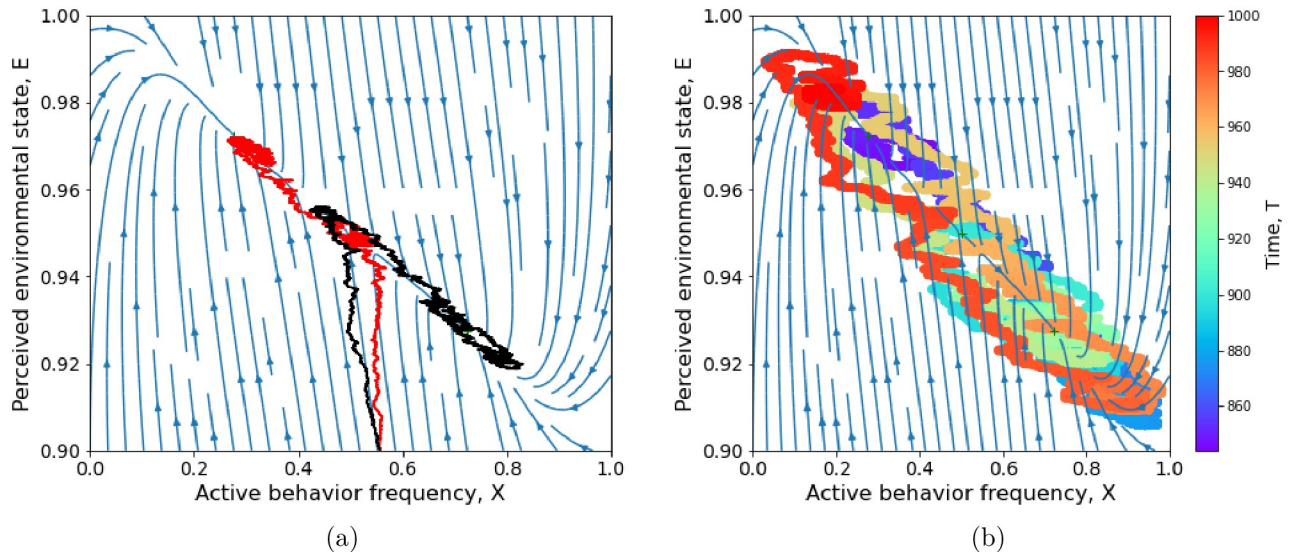 1.00
0.98
0.96
0.94
0.92
0.90
Perceived environmental state, E
0.0 0.2 0.4 0.6 0.8 1.0
Active behavior frequency, X
(a)
1.00
0.98
0.96
0.94
0.92
0.90
Perceived environmental state, E
0.0 0.2 0.4 0.6 0.8 1.0
Active behavior frequency, X
(b)
1000
980
960
940
920
900
880
860
Time, T